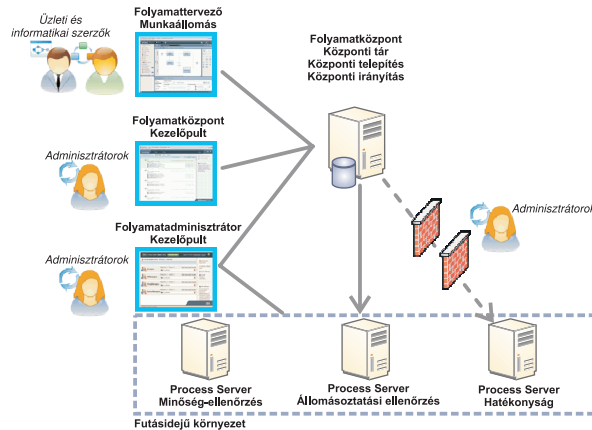 Üzleti és
informatikai szerzők
Folyamattervező
Munkaállomás
Folyamatközpont
Központi tár
Központi telepítés
Központi irányítás
Folyamatközpont
Kezelőpult
Adminisztrátorok
Adminisztrátorok
Folyamatadminisztrátor
Kezelőpult
Adminisztrátorok
Process Server
Minőség-ellenőrzés
Process Server
Állomásoztatási ellenőrzés
Process Server
Hatékonyság
Futásidejű környezet